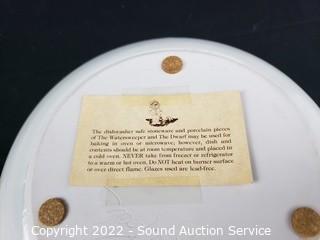 The dishwasher safe stoneware and porcelain pieces
of The Watersweeper and The Dwarf may be used for
baking in oven or microwave; however, dish and
contents should be at room temperature and placed in
a cold oven. NEVER take from freezer or refrigerator
to a warm or hot oven. Do NOT heat on burner surface
or over direct flame. Glazes used are lead-free.
Copyright 2022 - Sound Auction Service